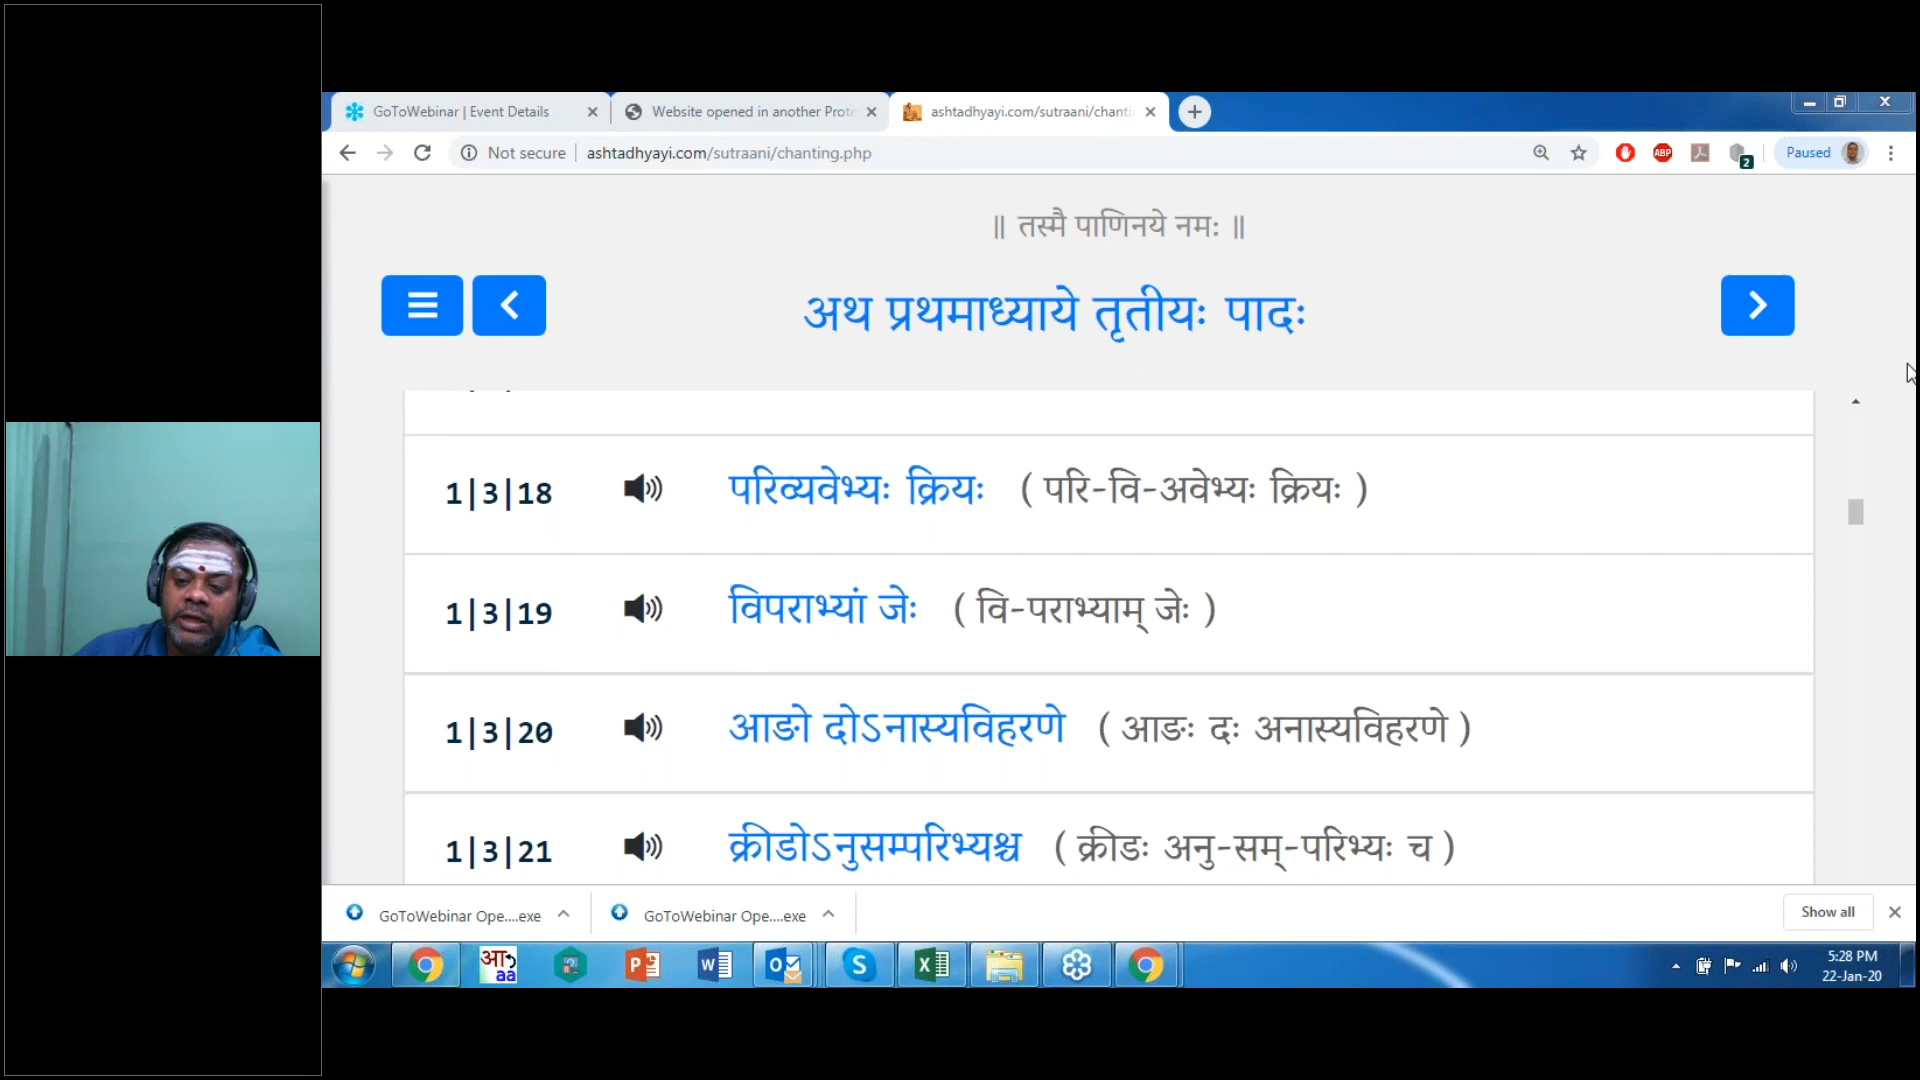 GoToWebinar | Event Details
Website opened in another Prote
ashtadhyayi.com/sutraani/chanti
Not secure
ashtadhyayi.com/sutraani/chanting.php
ABP
2
Paused
॥ तस्मै पाणिनये नमः ॥
अथ प्रथमाध्याये तृतीयः पादः
1|3|18 परिव्यवेभ्यः क्रियः ( परि-वि-अवेभ्यः क्रियः )
1|3|19 विपराभ्यां जेः ( वि-पराभ्याम् जेः )
1|3|20 आङो दोऽनास्यविहरणे ( आङः दः अनास्यविहरणे )
1|3|21 क्रीडोऽनुसम्परिभ्यश्च ( क्रीडः अनु-सम्-परिभ्यः च )
GoToWebinar Ope....exe
GoToWebinar Ope....exe
Show all
5:28 PM
22-Jan-20